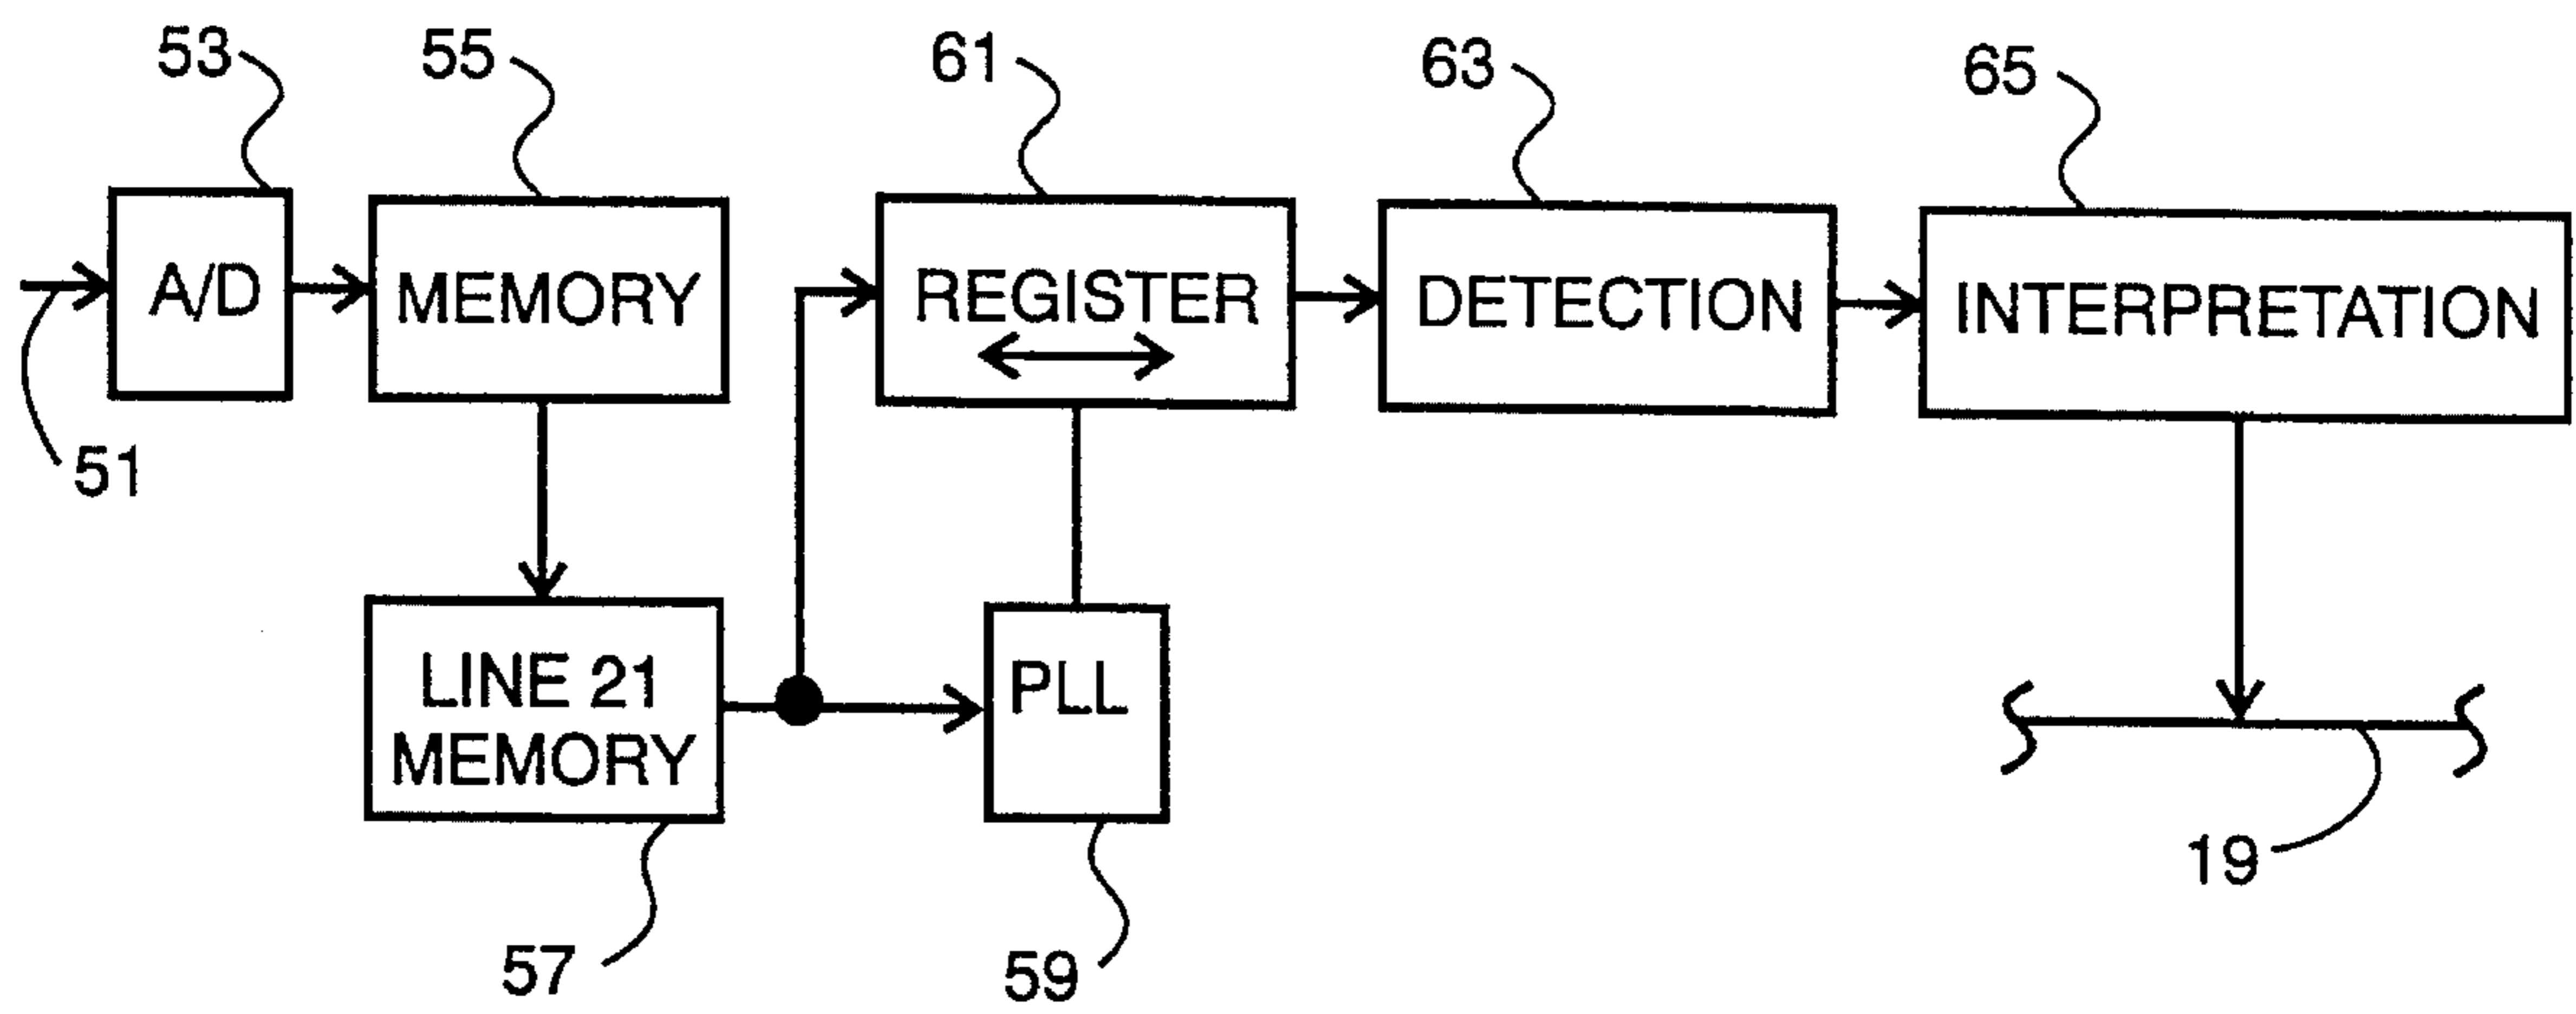 53
55
61
63
65
A/D
MEMORY
REGISTER
DETECTION
INTERPRETATION
51
LINE 21
MEMORY
PLL
19
57
59